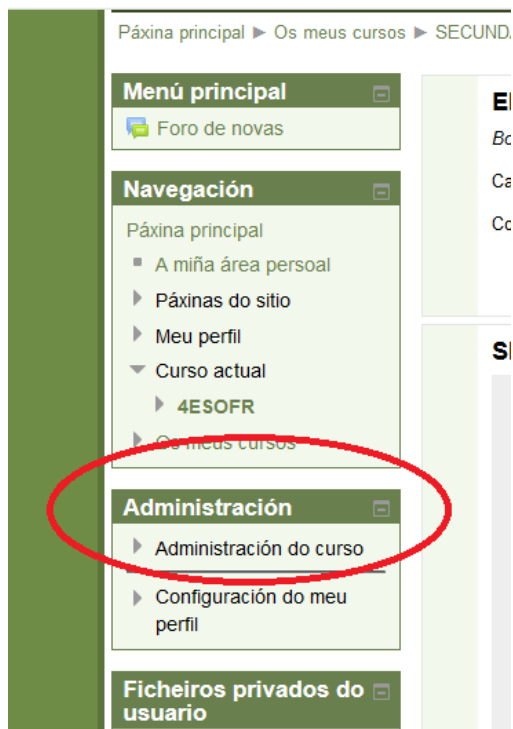 Páxina principal ► Os meus cursos ► SECUND
Menú principal
Foro de novas
Navegación
Páxina principal
A miña área persoal
Páxinas do sitio
Meu perfil
Curso actual
4ESOFR
Os meus cursos
Administración
Administración do curso
Configuración do meu
perfil
Ficheiros privados do
usuario